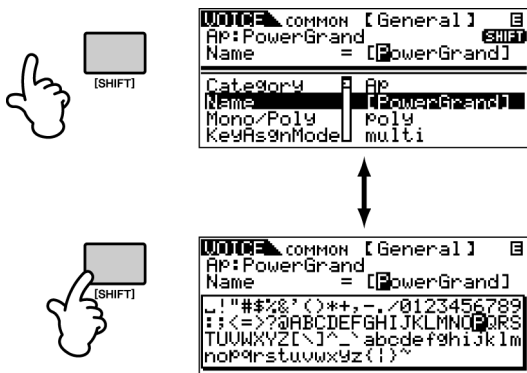 [SHIFT]
VOICE COMMON [General] E
AP:PowerGrand SHIFT
Name = [PowerGrand]
Category AP
Name [PowerGrand]
Mono/Poly poly
KeyAsgnMode multi
[SHIFT]
VOICE COMMON [General] E
AP:PowerGrand
Name = [PowerGrand]
␣!"#$%&'()*+,-./0123456789
:;<=>?@ABCDEFGHIJKLMNOPQRS
TUVWXYZ[\]^_`abcdefghijklm
nopqrstuvwxyz{|}~